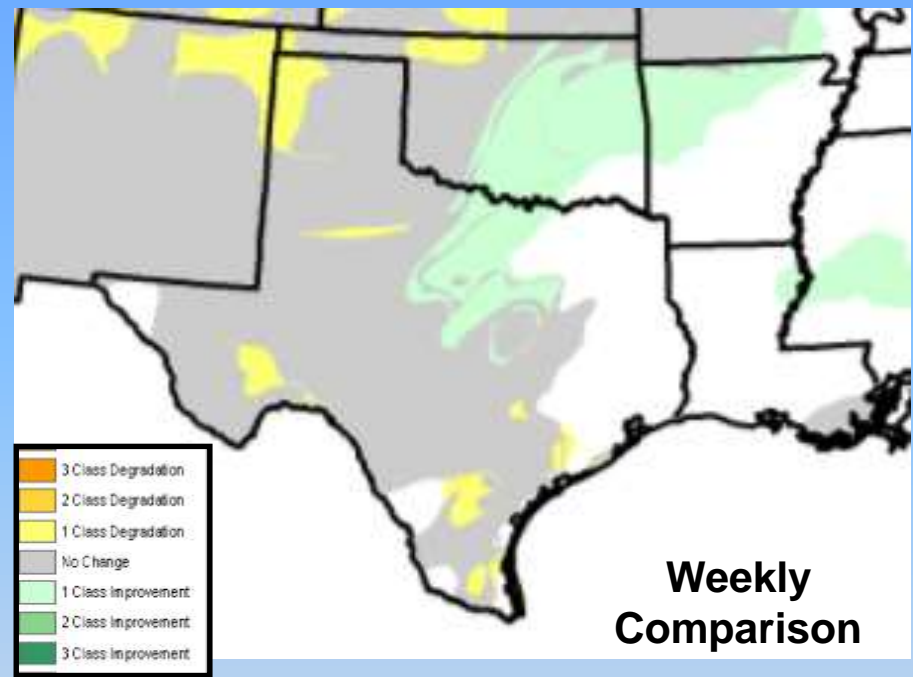 3 Class Degradation
2 Class Degradation
1 Class Degradation
No Change
1 Class Improvement
2 Class Improvement
3 Class Improvement
Weekly
Comparison